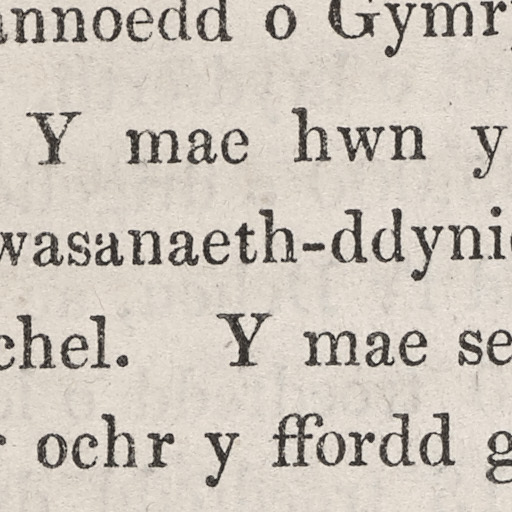 annoedd o Gymr
Y mae hwn y
wasanaeth-ddyni
chel. Y mae se
ochr y ffordd g